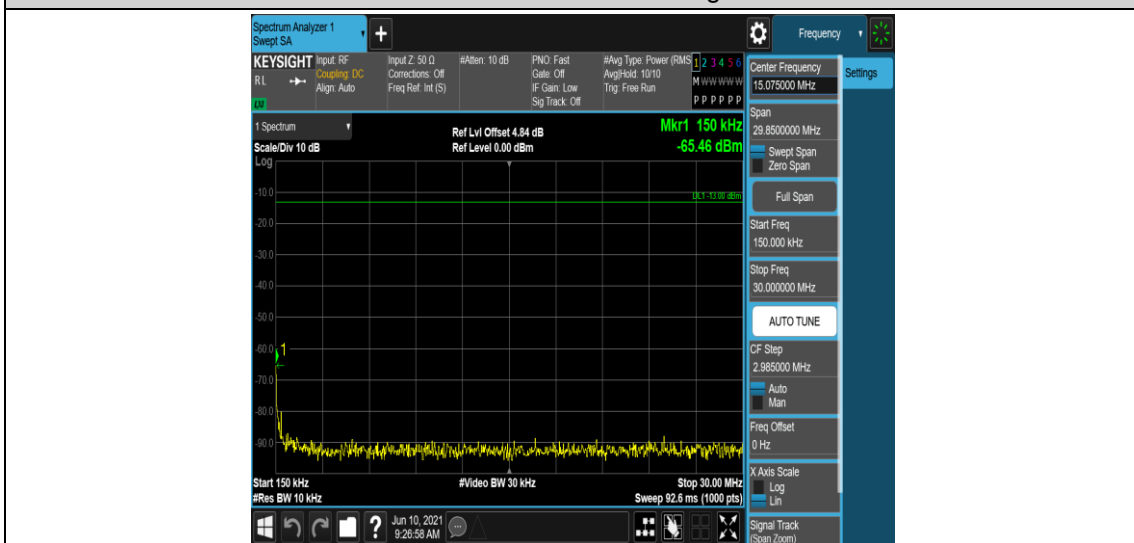 Spectrum Analyzer 1
Swept SA
+
Frequency
KEYSIGHT
Input: RF
Input Z: 50 Ω
#Atten: 10 dB
PNO: Fast
#Avg Type: Power (RMS
1 2 3 4 5 6
RL
Coupling: DC
Corrections: Off
Gate: Off
Avg|Hold: 10/10
M W W W W W
Align: Auto
Freq Ref: Int (S)
IF Gain: Low
Trig: Free Run
Sig Track: Off
P P P P P P
Center Frequency
15.075000 MHz
Settings
Span
29.8500000 MHz
Swept Span
Zero Span
Full Span
Start Freq
150.000 kHz
Stop Freq
30.000000 MHz
AUTO TUNE
CF Step
2.985000 MHz
Auto
Man
Freq Offset
0 Hz
X Axis Scale
Log
Lin
Signal Track
(Span Zoom)
1 Spectrum
Ref Lvl Offset 4.84 dB
Mkr1 150 kHz
Scale/Div 10 dB
Ref Level 0.00 dBm
-65.46 dBm
Log
-10.0
DL1 -13.00 dBm
-20.0
-30.0
-40.0
-50.0
-60.0
1
-70.0
-80.0
-90.0
Start 150 kHz
#Video BW 30 kHz
Stop 30.00 MHz
#Res BW 10 kHz
Sweep 92.6 ms (1000 pts)
?
Jun 10, 2021
9:26:58 AM